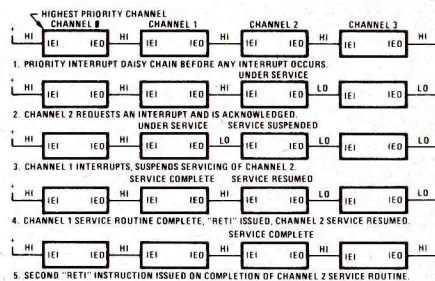 HIGHEST PRIORITY CHANNEL
CHANNEL 0 CHANNEL 1 CHANNEL 2 CHANNEL 3
+ HI IEI IEO HI IEI IEO HI IEI IEO HI IEI IEO HI
1. PRIORITY INTERRUPT DAISY CHAIN BEFORE ANY INTERRUPT OCCURS.
UNDER SERVICE
+ HI IEI IEO HI IEI IEO HI IEI IEO LO IEI IEO LO
2. CHANNEL 2 REQUESTS AN INTERRUPT AND IS ACKNOWLEDGED.
UNDER SERVICE SERVICE SUSPENDED
+ HI IEI IEO HI IEI IEO LO IEI IEO LO IEI IEO LO
3. CHANNEL 1 INTERRUPTS, SUSPENDS SERVICING OF CHANNEL 2.
SERVICE COMPLETE SERVICE RESUMED
+ HI IEI IEO HI IEI IEO HI IEI IEO LO IEI IEO LO
4. CHANNEL 1 SERVICE ROUTINE COMPLETE, "RETI" ISSUED, CHANNEL 2 SERVICE RESUMED.
SERVICE COMPLETE
+ HI IEI IEO HI IEI IEO HI IEI IEO HI IEI IEO HI
5. SECOND "RETI" INSTRUCTION ISSUED ON COMPLETION OF CHANNEL 2 SERVICE ROUTINE.